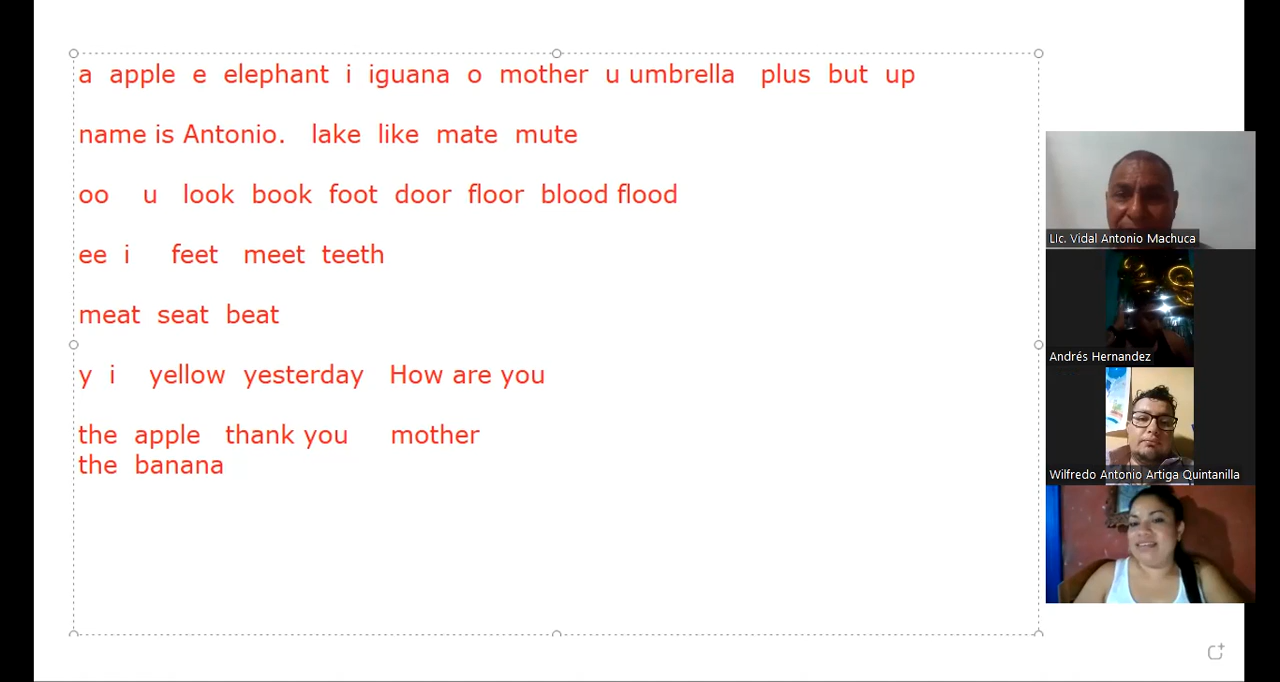 a apple e elephant i iguana o mother u umbrella plus but up
name is Antonio. lake like mate mute
oo u look book foot door floor blood flood
ee i feet meet teeth
meat seat beat
y i yellow yesterday How are you
the apple thank you mother
the banana
LIc. Vidal Antonio Machuca
Andrés Hernandez
Wilfredo Antonio Artiga Quintanilla